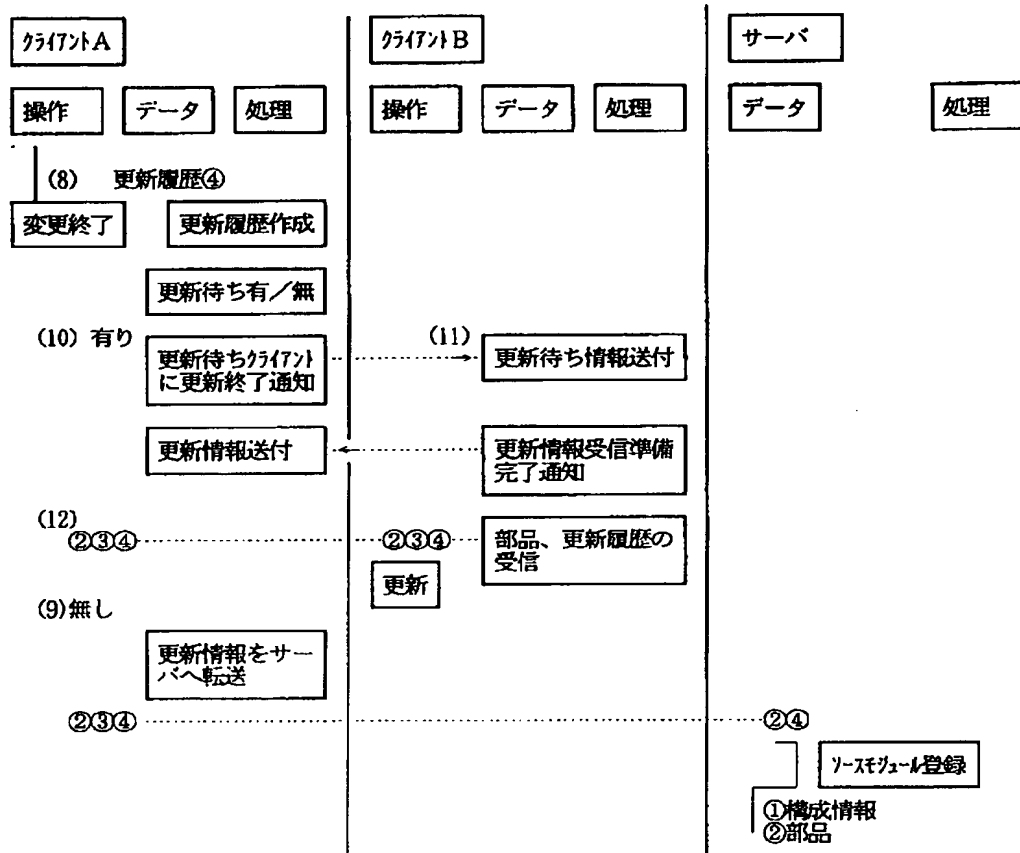 クライアントA
クライアントB
サーバ
操作
データ
処理
操作
データ
処理
データ
処理
(8) 更新履歴④
変更終了
更新履歴作成
更新待ち有／無
(10) 有り
更新待ちクライアント
に更新終了通知
(11)
更新待ち情報送付
更新情報送付
更新情報受信準備
完了通知
(12)
②③④
②③④
部品、更新履歴の
受信
更新
(9)無し
更新情報をサー
バへ転送
②③④
②④
ソースモジュール登録
①構成情報
②部品